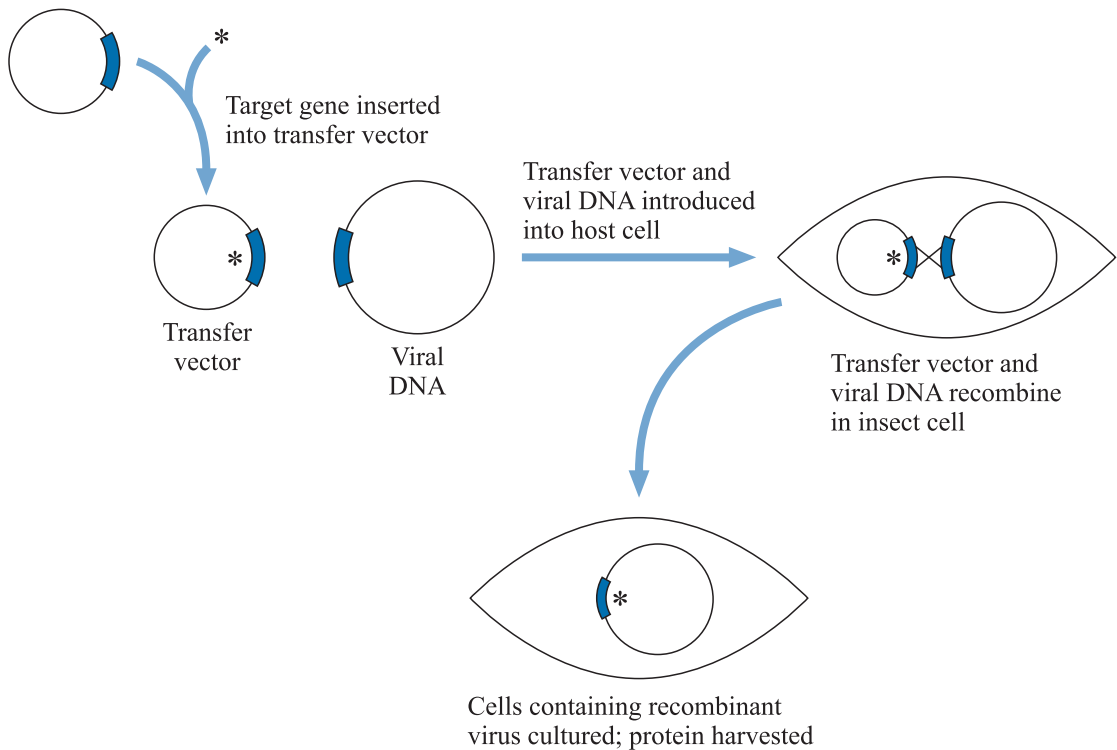 *
Target gene inserted
into transfer vector
*
Transfer
vector
Viral
DNA
Transfer vector and
viral DNA introduced
into host cell
*
Transfer vector and
viral DNA recombine
in insect cell
*
Cells containing recombinant
virus cultured; protein harvested